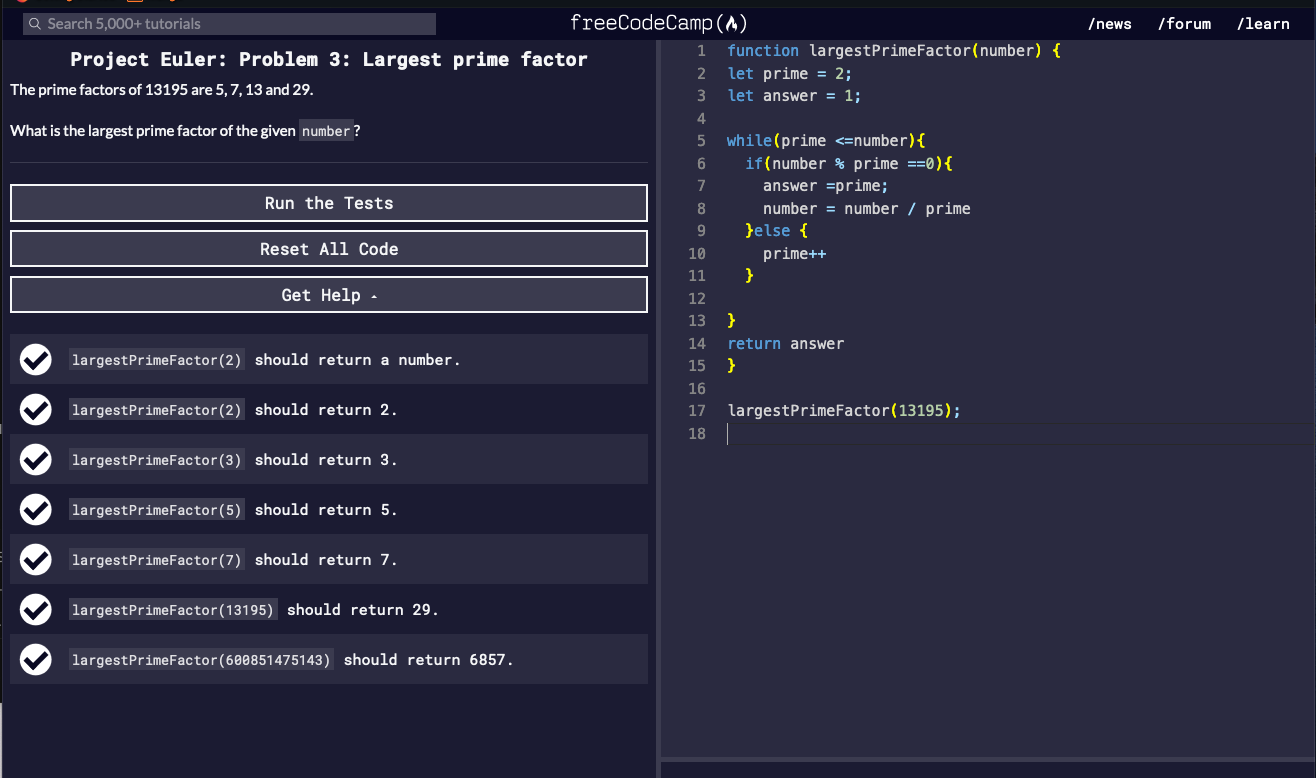 Search 5,000+ tutorials
freeCodeCamp
/news /forum /learn
Project Euler: Problem 3: Largest prime factor
The prime factors of 13195 are 5, 7, 13 and 29.
What is the largest prime factor of the given number?
Run the Tests
Reset All Code
Get Help
largestPrimeFactor(2) should return a number.
largestPrimeFactor(2) should return 2.
largestPrimeFactor(3) should return 3.
largestPrimeFactor(5) should return 5.
largestPrimeFactor(7) should return 7.
largestPrimeFactor(13195) should return 29.
largestPrimeFactor(600851475143) should return 6857.
1 function largestPrimeFactor(number) {
2 let prime = 2;
3 let answer = 1;
4
5 while(prime <=number){
6   if(number % prime ==0){
7     answer =prime;
8     number = number / prime
9   }else {
10     prime++
11   }
12
13 }
14 return answer
15 }
16
17 largestPrimeFactor(13195);
18